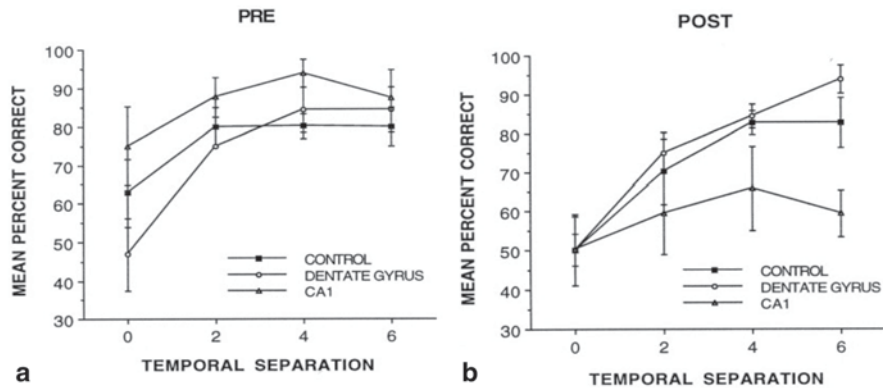 PRE
MEAN PERCENT CORRECT
100
90
80
70
60
50
40
30
CONTROL
DENTATE GYRUS
CA1
0 2 4 6
TEMPORAL SEPARATION
a
POST
MEAN PERCENT CORRECT
100
90
80
70
60
50
40
30
CONTROL
DENTATE GYRUS
CA1
0 2 4 6
TEMPORAL SEPARATION
b